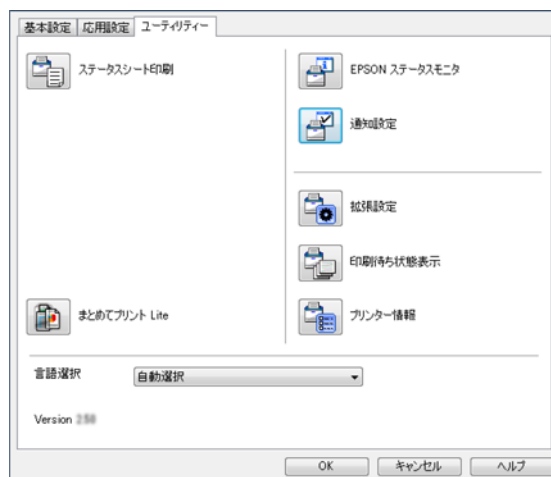 基本設定 応用設定 ユーティリティー
ステータスシート印刷
EPSON ステータスモニタ
通知設定
拡張設定
印刷待ち状態表示
まとめてプリント Lite
プリンター情報
言語選択 自動選択
Version
OK キャンセル ヘルプ